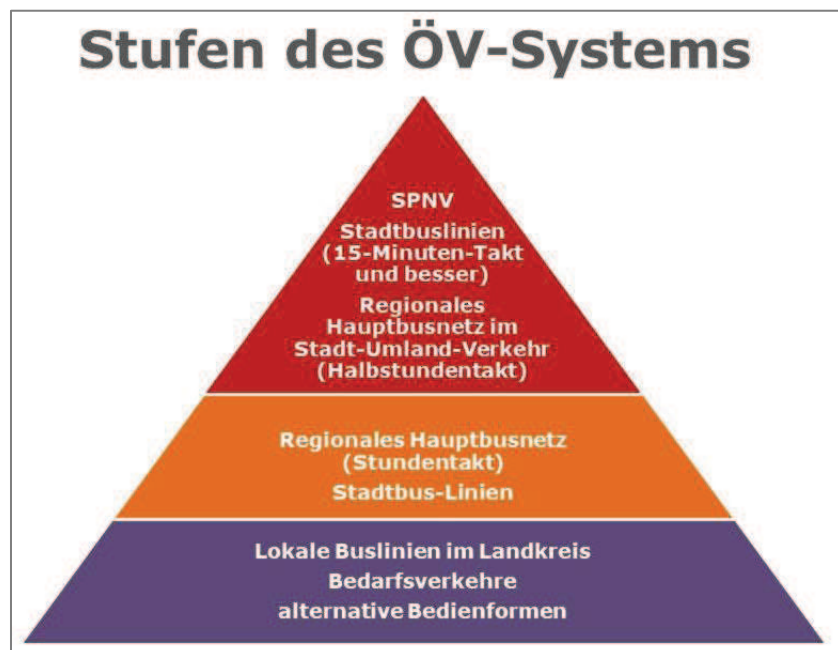 Stufen des ÖV-Systems
SPNV
Stadtbuslinien
(15-Minuten-Takt
und besser)
Regionales
Hauptbusnetz im
Stadt-Umland-Verkehr
(Halbstundentakt)
Regionales Hauptbusnetz
(Stundentakt)
Stadtbus-Linien
Lokale Buslinien im Landkreis
Bedarfsverkehre
alternative Bedienformen